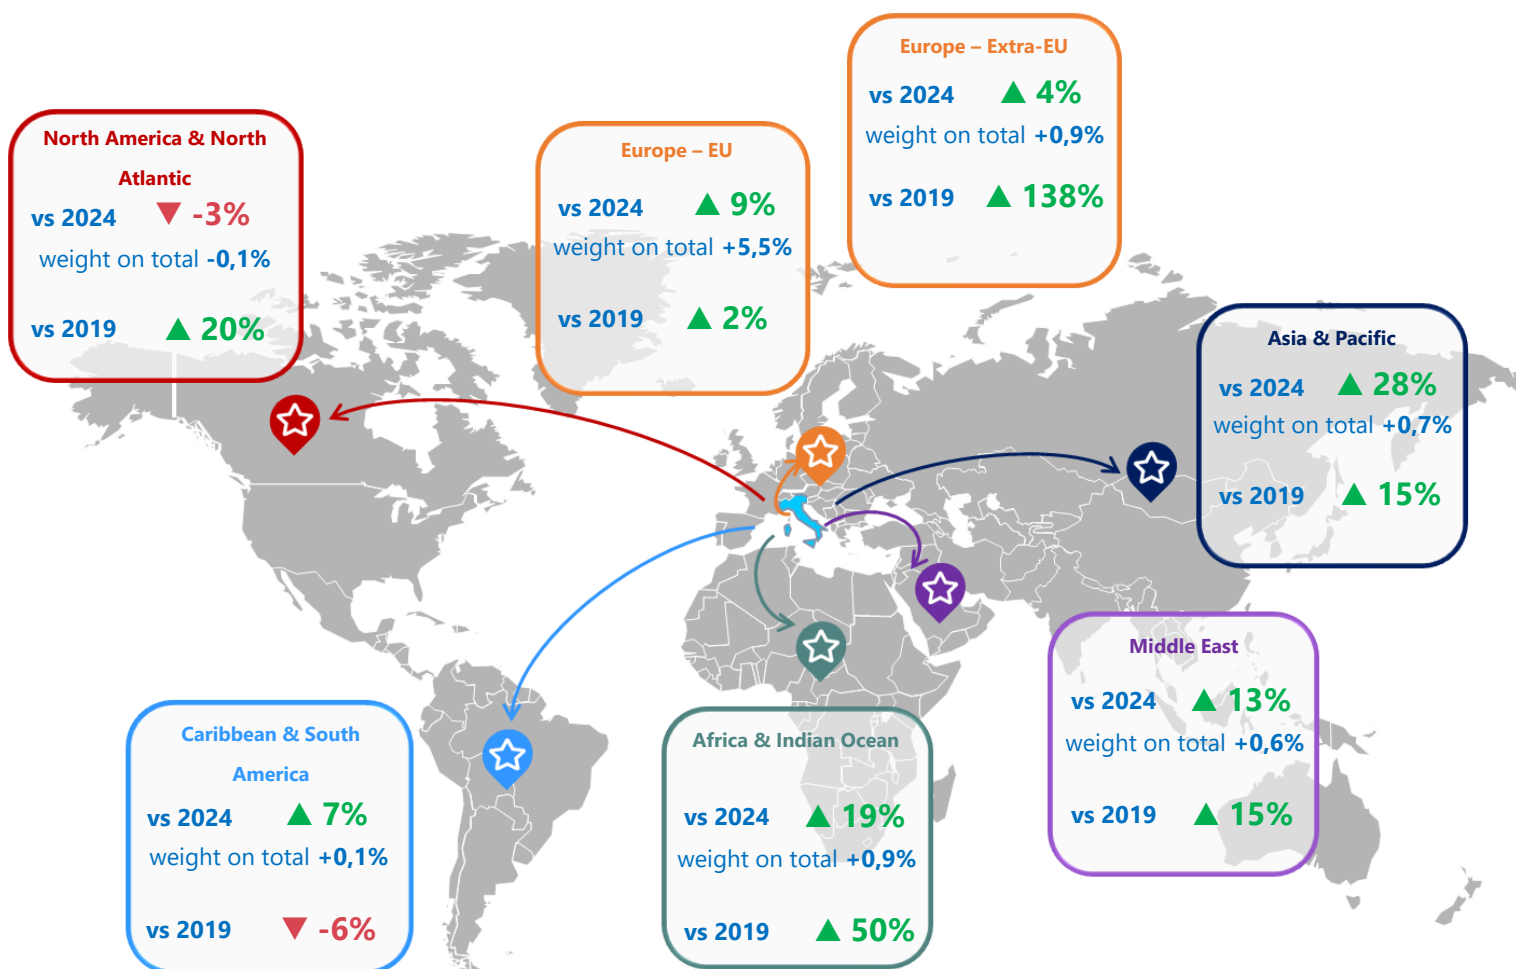 Europe – Extra-EU
vs 2024 ▲ 4%
weight on total +0,9%
vs 2019 ▲ 138%
North America & North
Atlantic
vs 2024 ▼ -3%
weight on total -0,1%
vs 2019 ▲ 20%
Europe – EU
vs 2024 ▲ 9%
weight on total +5,5%
vs 2019 ▲ 2%
Asia & Pacific
vs 2024 ▲ 28%
weight on total +0,7%
vs 2019 ▲ 15%
Middle East
vs 2024 ▲ 13%
weight on total +0,6%
vs 2019 ▲ 15%
Caribbean & South
America
vs 2024 ▲ 7%
weight on total +0,1%
vs 2019 ▼ -6%
Africa & Indian Ocean
vs 2024 ▲ 19%
weight on total +0,9%
vs 2019 ▲ 50%